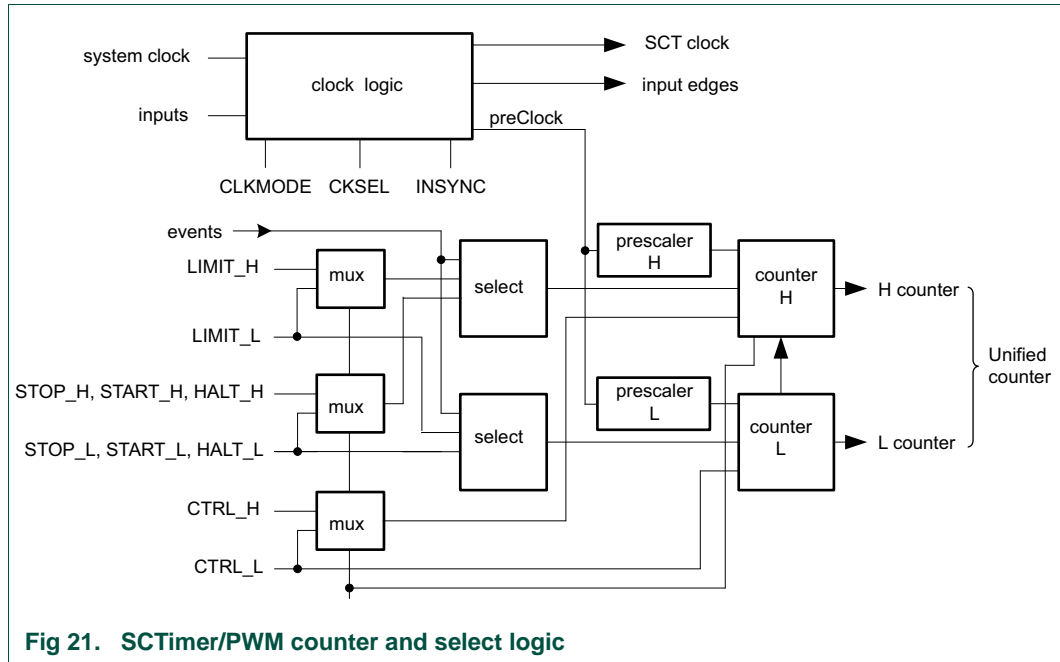 system clock
inputs
clock logic
SCT clock
input edges
preClock
CLKMODE
CKSEL
INSYNC
events
LIMIT_H
LIMIT_L
mux
select
prescaler
H
counter
H
H counter
STOP_H, START_H, HALT_H
STOP_L, START_L, HALT_L
mux
select
prescaler
L
counter
L
L counter
Unified
counter
CTRL_H
CTRL_L
mux
Fig 21. SCTimer/PWM counter and select logic